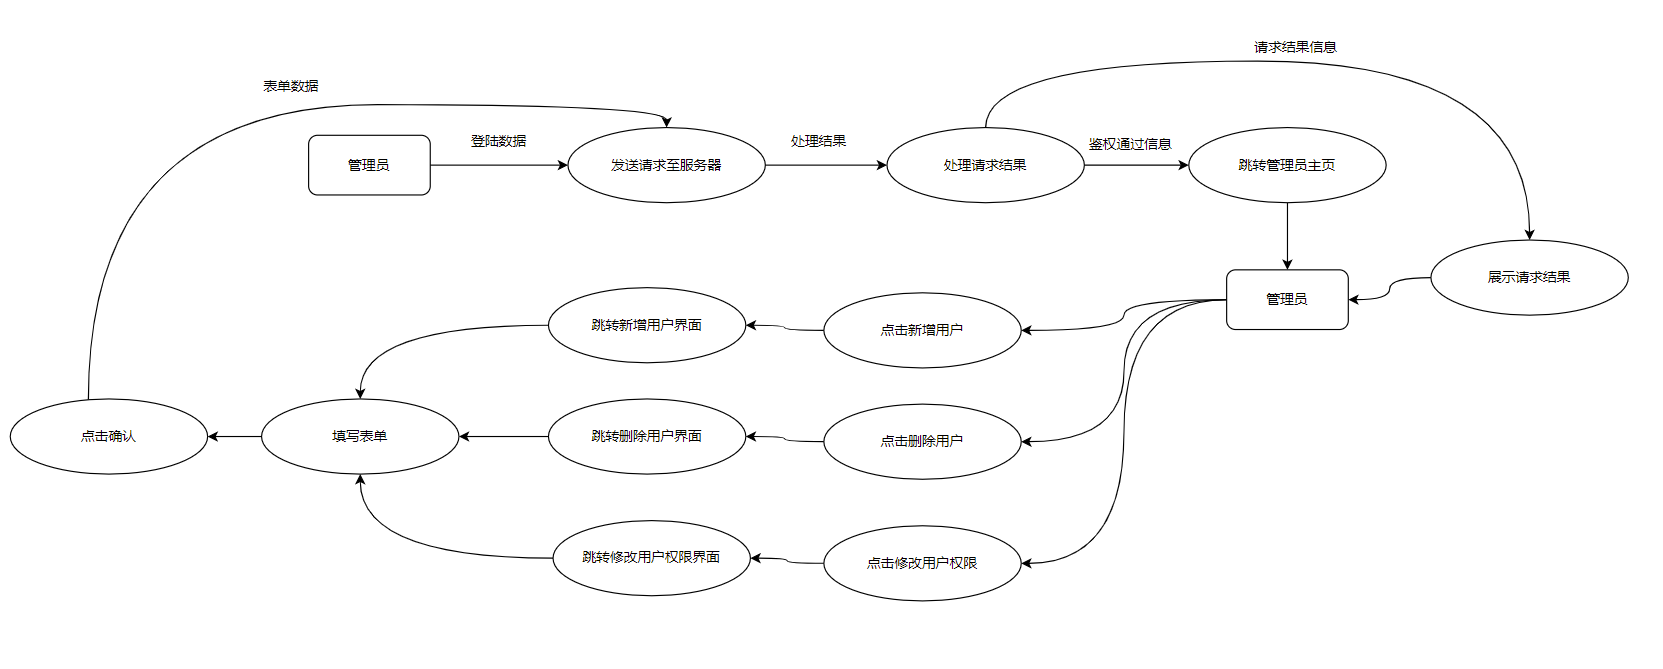 请求结果信息
表单数据
登陆数据
处理结果
鉴权通过信息
管理员
发送请求至服务器
处理请求结果
跳转管理员主页
展示请求结果
管理员
跳转新增用户界面
点击新增用户
点击确认
填写表单
跳转删除用户界面
点击删除用户
跳转修改用户权限界面
点击修改用户权限